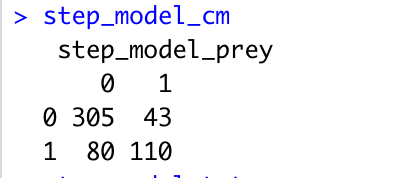 > step_model_cm
step_model_prey
0 1
0 305 43
1 80 110